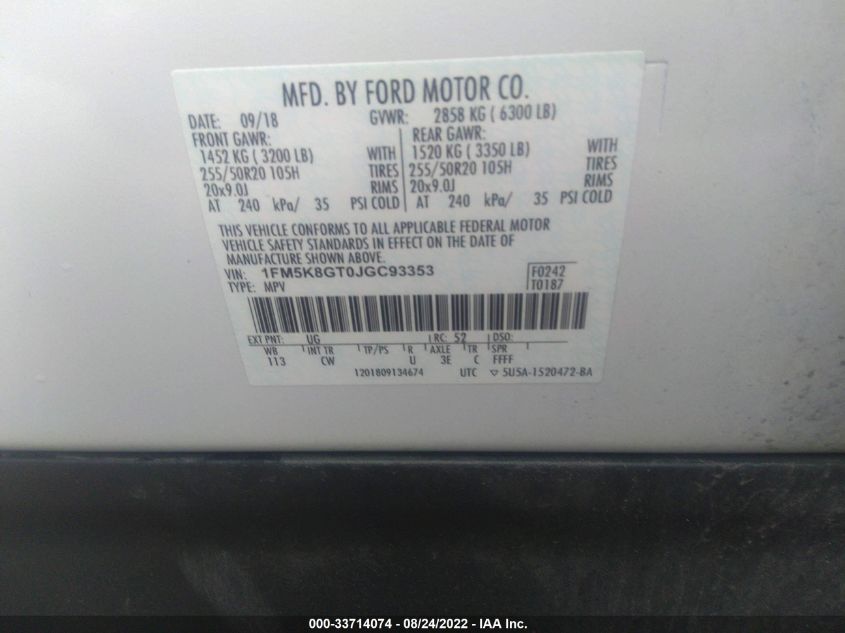 MFD. BY FORD MOTOR CO.
DATE: 09/18 GVWR: 2858 KG ( 6300 LB)
FRONT GAWR: REAR GAWR:
1452 KG ( 3200 LB) WITH 1520 KG ( 3350 LB) WITH
255/50R20 105H TIRES 255/50R20 105H TIRES
20x9.0J RIMS 20x9.0J RIMS
AT 240 kPa/ 35 PSI COLD AT 240 kPa/ 35 PSI COLD
THIS VEHICLE CONFORMS TO ALL APPLICABLE FEDERAL MOTOR
VEHICLE SAFETY STANDARDS IN EFFECT ON THE DATE OF
MANUFACTURE SHOWN ABOVE.
VIN: 1FM5K8GT0JGC93353 F0242
TYPE: MPV T0187
EXT PNT: UG RC: 52 DSO:
WB INT TR TP/PS R AXLE TR SPR
113 CW U 3E C FFFF
1201809134674 UTC ▽ 5U5A-1520472-BA
000-33714074 - 08/24/2022 - IAA Inc.